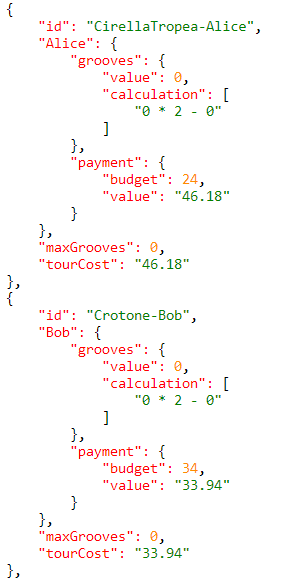 {
    "id": "CirellaTropea-Alice",
    "Alice": {
        "grooves": {
            "value": 0,
            "calculation": [
                "0 * 2 - 0"
            ]
        },
        "payment": {
            "budget": 24,
            "value": "46.18"
        }
    },
    "maxGrooves": 0,
    "tourCost": "46.18"
},
{
    "id": "Crotone-Bob",
    "Bob": {
        "grooves": {
            "value": 0,
            "calculation": [
                "0 * 2 - 0"
            ]
        },
        "payment": {
            "budget": 34,
            "value": "33.94"
        }
    },
    "maxGrooves": 0,
    "tourCost": "33.94"
},